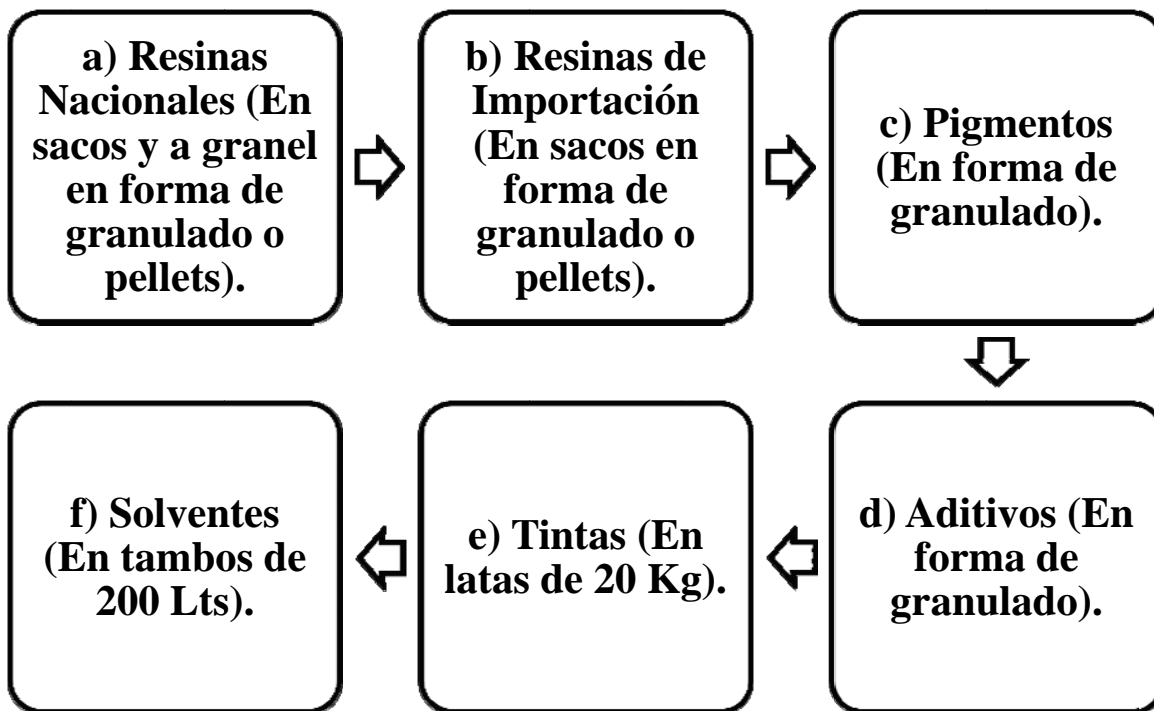 a) Resinas
Nacionales (En
sacos y a granel
en forma de
granulado o
pellets).
b) Resinas de
Importación
(En sacos en
forma de
granulado o
pellets).
c) Pigmentos
(En forma de
granulado).
d) Aditivos (En
forma de
granulado).
e) Tintas (En
latas de 20 Kg).
f) Solventes
(En tambos de
200 Lts).